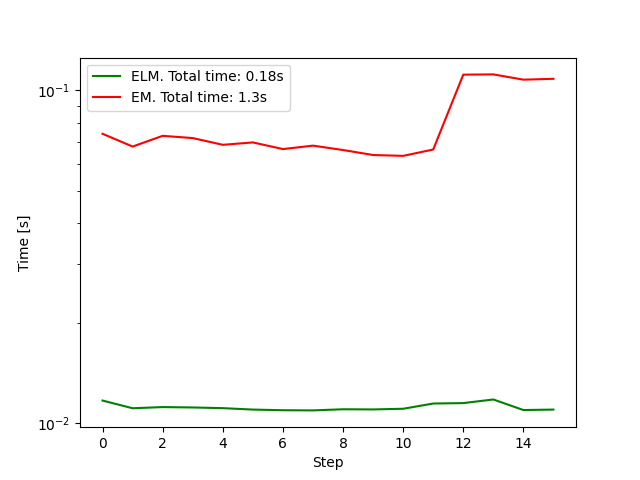 ELM. Total time: 0.18s
EM. Total time: 1.3s
10⁻¹
10⁻²
Time [s]
0 2 4 6 8 10 12 14
Step